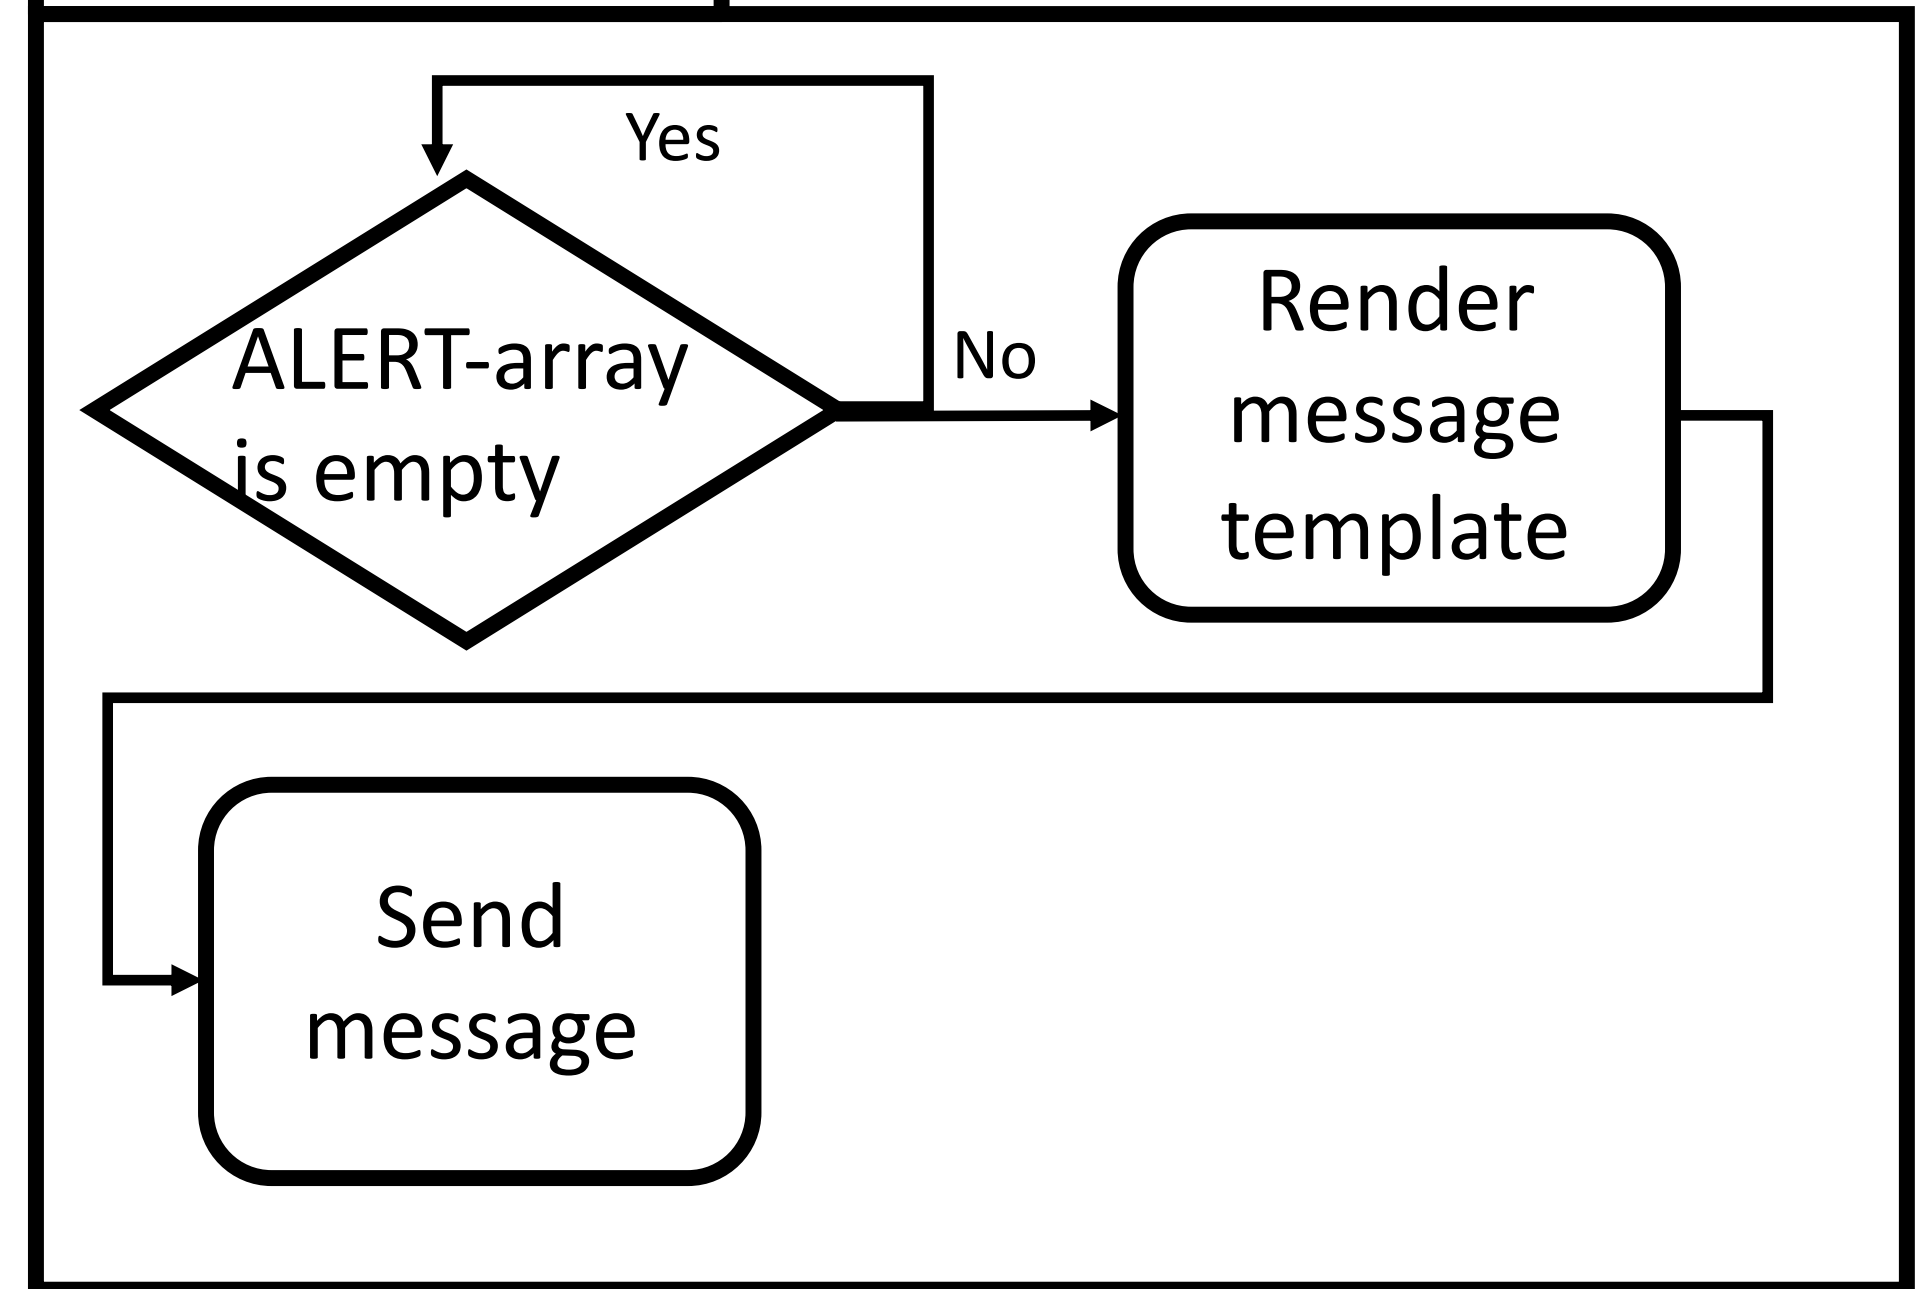 Yes
ALERT-array
is empty
No
Render
message
template
Send
message